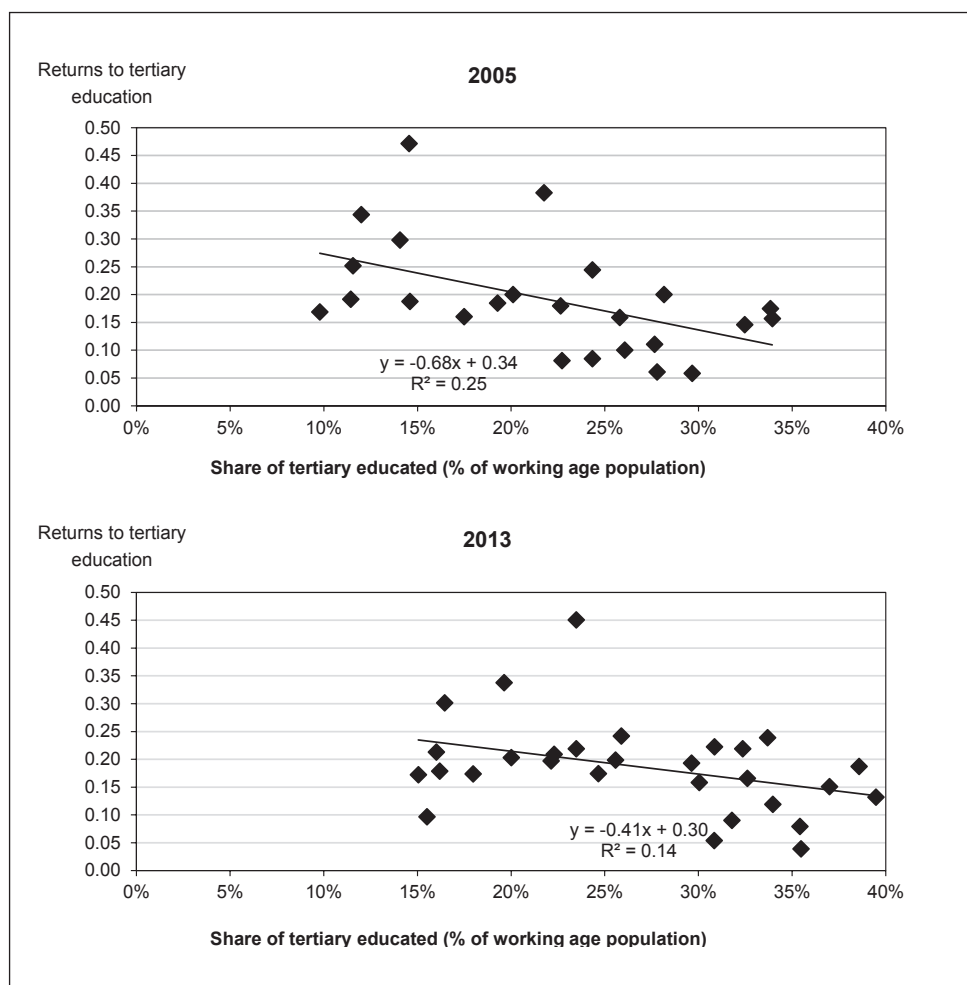 Returns to tertiary
education
2005
0.50
0.45
0.40
0.35
0.30
0.25
0.20
0.15
0.10
0.05
0.00
y = -0.68x + 0.34
R² = 0.25
0% 5% 10% 15% 20% 25% 30% 35% 40%
Share of tertiary educated (% of working age population)
Returns to tertiary
education
2013
0.50
0.45
0.40
0.35
0.30
0.25
0.20
0.15
0.10
0.05
0.00
y = -0.41x + 0.30
R² = 0.14
0% 5% 10% 15% 20% 25% 30% 35% 40%
Share of tertiary educated (% of working age population)